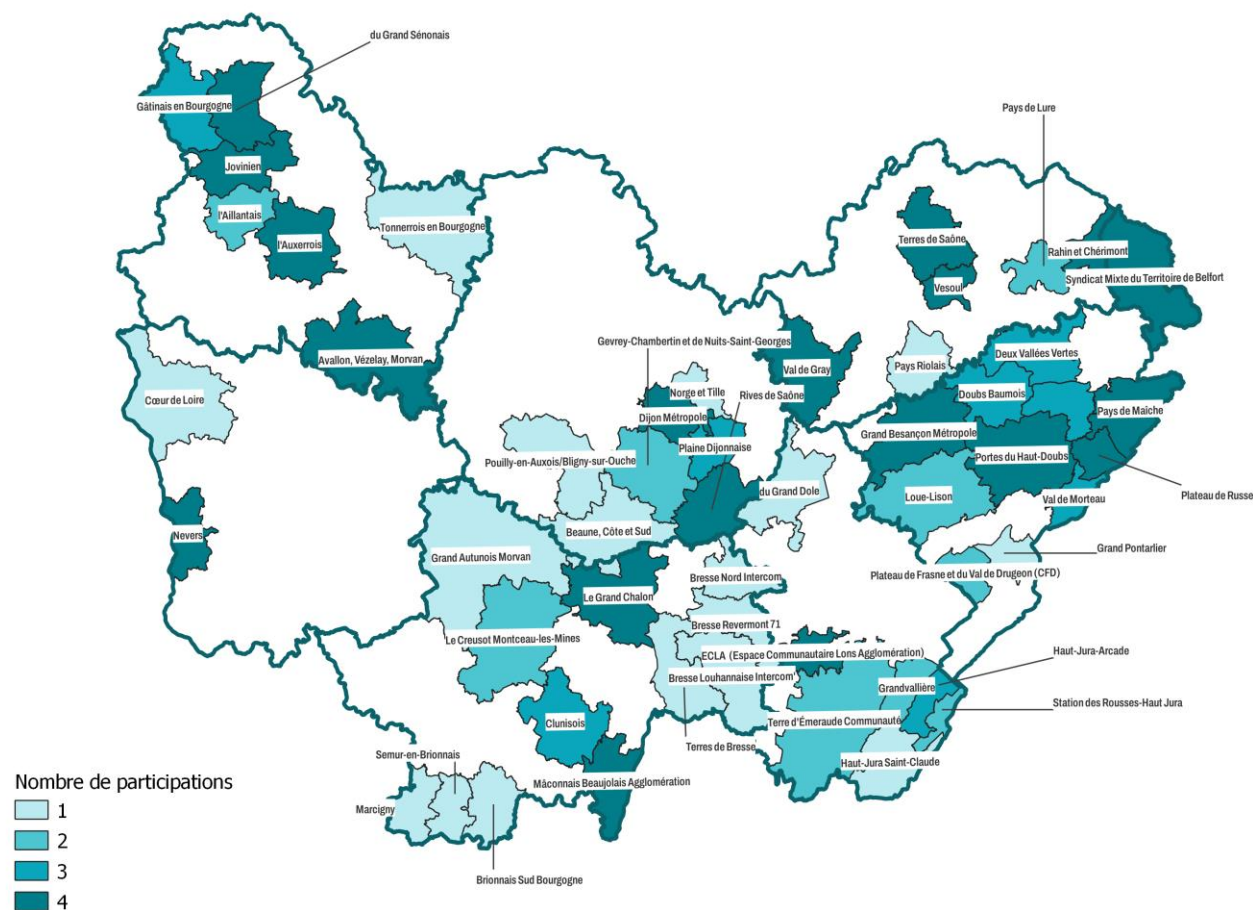 du Grand Sénonais
Gâtinais en Bourgogne
Pays de Lure
Jovinien
l'Aillantais
Tonnerrois en Bourgogne
l'Auxerrois
Terres de Saône
Rahin et Chérimont
Syndicat Mixte du Territoire de Belfort
Vesoul
Gevrey-Chambertin et de Nuits-Saint-Georges
Deux Vallées Vertes
Avallon, Vézelay, Morvan
Val de Gray
Pays Riolais
Norge et Tille
Rives de Saône
Doubs Baumois
Cœur de Loire
Dijon Métropole
Pays de Maîche
Plaine Dijonnaise
Grand Besançon Métropole
Pouilly-en-Auxois/Bligny-sur-Ouche
Portes du Haut-Doubs
du Grand Dole
Loue-Lison
Plateau de Russe
Val de Morteau
Nevers
Beaune, Côte et Sud
Grand Pontarlier
Grand Autunois Morvan
Plateau de Frasne et du Val de Drugeon (CFD)
Bresse Nord Intercom
Le Grand Chalon
Bresse Revermont 71
Le Creusot Montceau-les-Mines
ECLA (Espace Communautaire Lons Agglomération)
Haut-Jura-Arcade
Bresse Louhannaise Intercom'
Grandvallière
Station des Rousses-Haut Jura
Clunisois
Terre d'Émeraude Communauté
Terres de Bresse
Semur-en-Brionnais
Haut-Jura Saint-Claude
Nombre de participations
Mâconnais Beaujolais Agglomération
1
Marcigny
2
3
Brionnais Sud Bourgogne
4